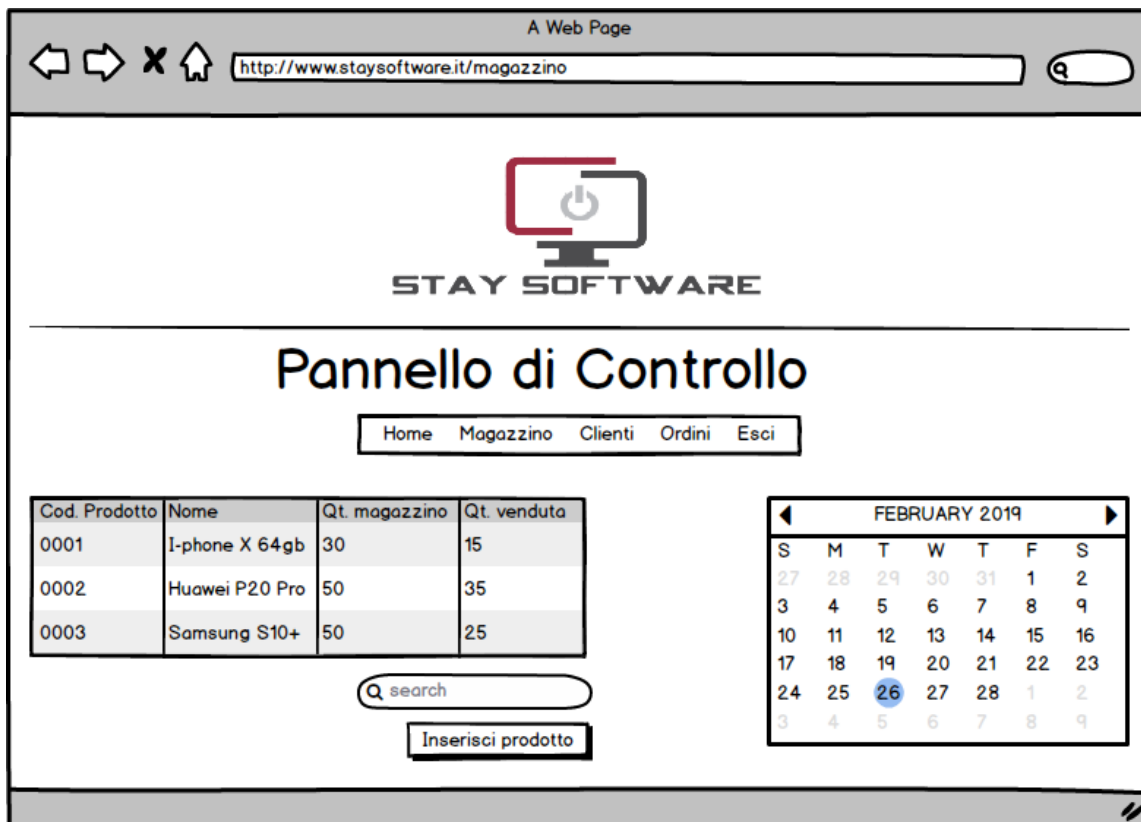 A Web Page
http://www.staysoftware.it/magazzino
STAY SOFTWARE
Pannello di Controllo
Home Magazzino Clienti Ordini Esci
Cod. Prodotto Nome Qt. magazzino Qt. venduta
0001 I-phone X 64gb 30 15
0002 Huawei P20 Pro 50 35
0003 Samsung S10+ 50 25
search
Inserisci prodotto
FEBRUARY 2019
S M T W T F S
27 28 29 30 31 1 2
3 4 5 6 7 8 9
10 11 12 13 14 15 16
17 18 19 20 21 22 23
24 25 26 27 28 1 2
3 4 5 6 7 8 9